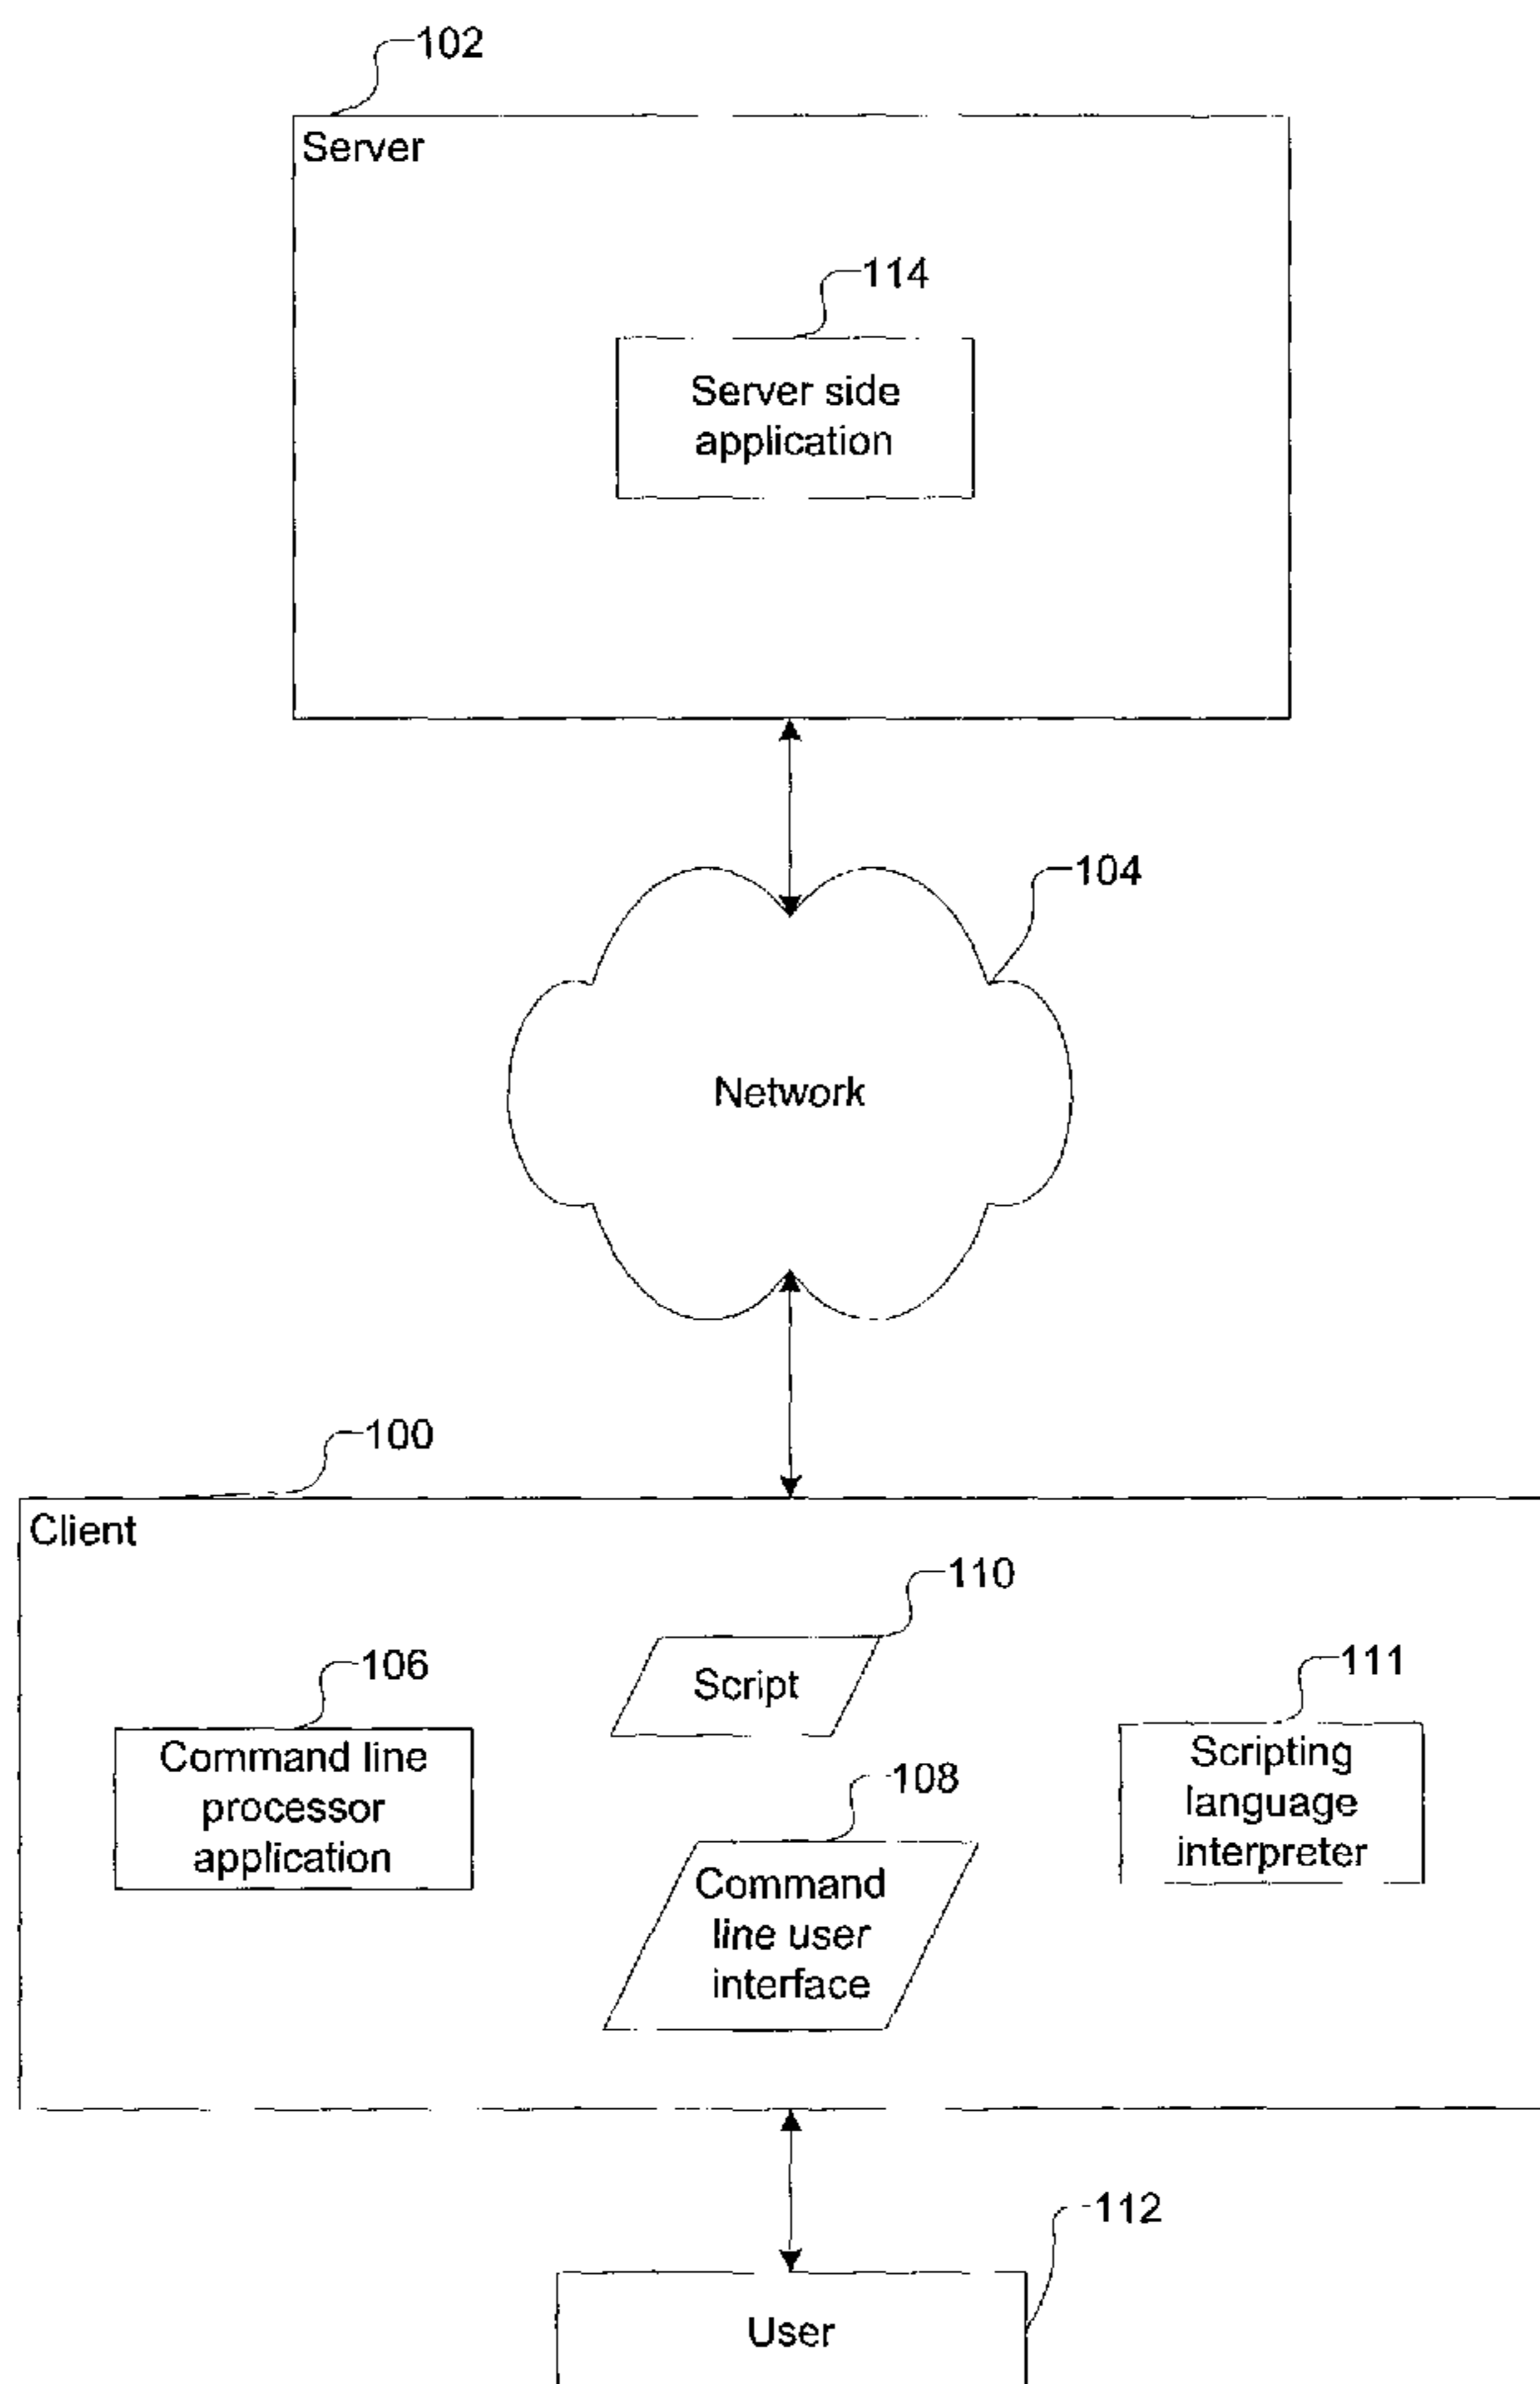 102
Server
114
Server side
application
104
Network
100
Client
110
Script
106
Command line
processor
application
111
Scripting
language
interpreter
108
Command
line user
interface
112
User